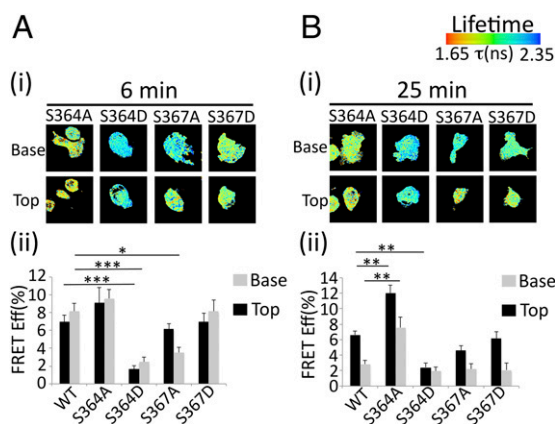 A
B
Lifetime
1.65 τ(ns) 2.35
(i)
6 min
S364A S364D S367A S367D
Base
Top
(i)
25 min
S364A S364D S367A S367D
Base
Top
(ii)
*
***
***
Base
Top
FRET Eff(%)
12
10
8
6
4
2
0
WT
S364A
S364D
S367A
S367D
(ii)
**
**
**
Base
Top
FRET Eff(%)
14
12
10
8
6
4
2
0
WT
S364A
S364D
S367A
S367D